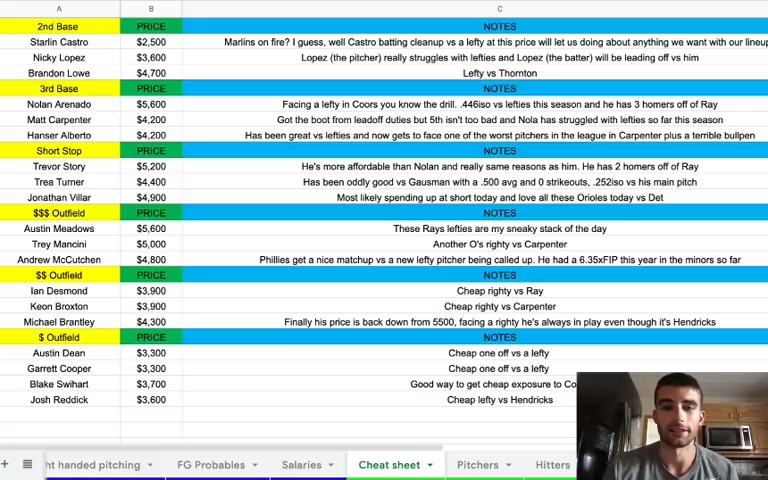 A B C
2nd Base PRICE NOTES
Starlin Castro $2,500 Marlins on fire? I guess, well Castro batting cleanup vs a lefty at this price will let us doing about anything we want with our lineup
Nicky Lopez $3,600 Lopez (the pitcher) really struggles with lefties and Lopez (the batter) will be leading off vs him
Brandon Lowe $4,700 Lefty vs Thornton
3rd Base PRICE NOTES
Nolan Arenado $5,600 Facing a lefty in Coors you know the drill. .446iso vs lefties this season and he has 3 homers off Ray
Matt Carpenter $4,200 Got the boot from leadoff duties but 5th isn't too bad and Nola has struggled with lefties so far this season
Hanser Alberto $4,200 Has been great vs lefties and now gets to face one of the worst pitchers in the league in Carpenter plus a terrible bullpen
Short Stop PRICE NOTES
Trevor Story $5,200 He's more affordable than Nolan and really same reasons as him. He has 2 homers off Ray
Trea Turner $4,400 Has been oddly good vs Gausman with a .500 avg and 0 strikeouts, .252iso vs his main pitch
Jonathan Villar $4,900 Most likely spending up at short today and love all these Orioles today vs Det
$$$ Outfield PRICE NOTES
Austin Meadows $5,600 These Rays lefties are my sneaky stack of the day
Trey Mancini $5,000 Another O's righty vs Carpenter
Andrew McCutchen $4,800 Phillies get a nice matchup vs a new lefty pitcher being called up. He had a 6.35xFIP this year in the minors so far
$$ Outfield PRICE NOTES
Ian Desmond $3,900 Cheap righty vs Ray
Keon Broxton $3,900 Cheap righty vs Carpenter
Michael Brantley $4,300 Finally his price is back down from 5500, facing a righty he's always in play even though it's Hendricks
$ Outfield PRICE NOTES
Austin Dean $3,300 Cheap one off vs a lefty
Garrett Cooper $3,300 Cheap one off vs a lefty
Blake Swihart $3,700 Good way to get cheap exposure to Co
Josh Reddick $3,600 Cheap lefty vs Hendricks
ht handed pitching FG Probables Salaries Cheat sheet Pitchers Hitters